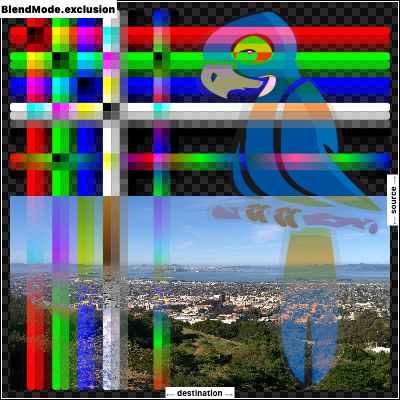 BlendMode.exclusion
← source →
← destination →